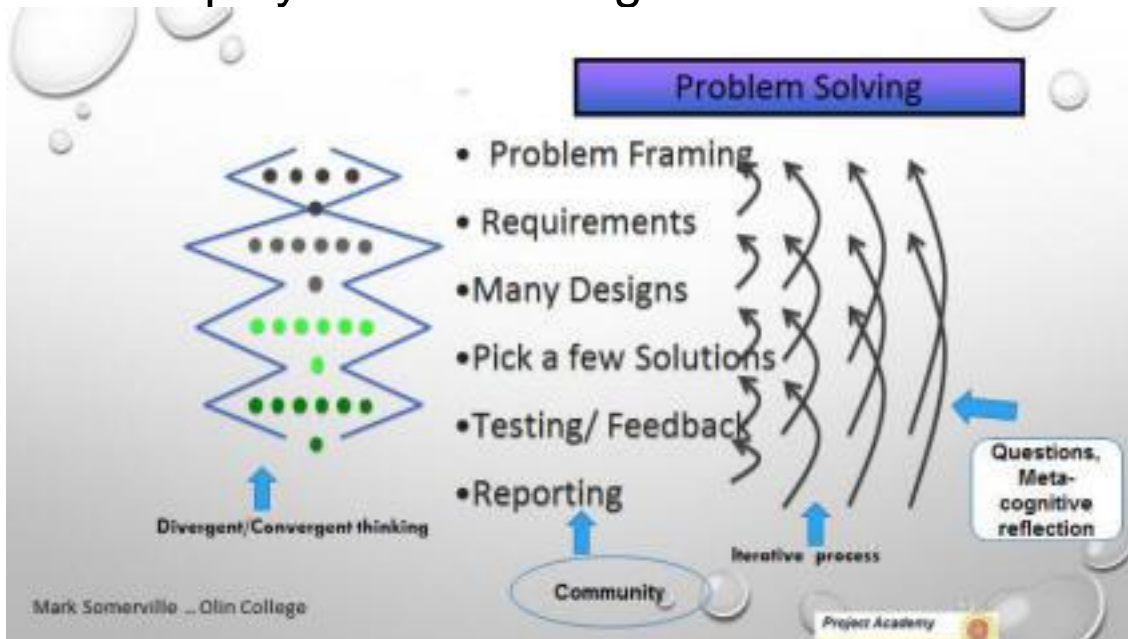 Problem Solving
• Problem Framing
• Requirements
•Many Designs
•Pick a few Solutions
•Testing/ Feedback
•Reporting
Divergent/Convergent thinking
Iterative process
Questions,
Meta-
cognitive
reflection
Community
Mark Somerville ... Olin College
Project Academy